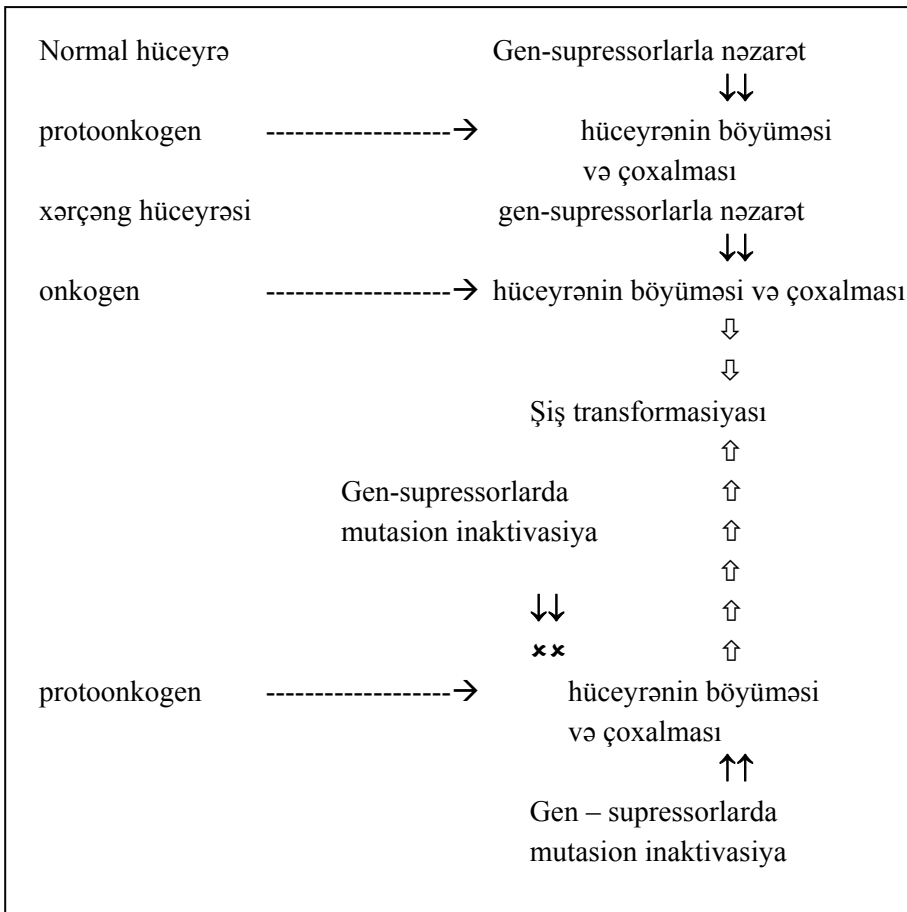 Normal hüceyrə Gen-supressorlarla nəzarət
↓↓
protoonkogen -------------------→ hüceyrənin böyüməsi
və çoxalması
xərçəng hüceyrəsi gen-supressorlarla nəzarət
↓↓
onkogen -------------------→ hüceyrənin böyüməsi və çoxalması
⇩
⇩
Şiş transformasiyası
⇧
Gen-supressorlarda ⇧
mutasion inaktivasiya ⇧
⇧
↓↓ ⇧
×× ⇧
protoonkogen -------------------→ hüceyrənin böyüməsi
və çoxalması
↑↑
Gen – supressorlarda
mutasion inaktivasiya